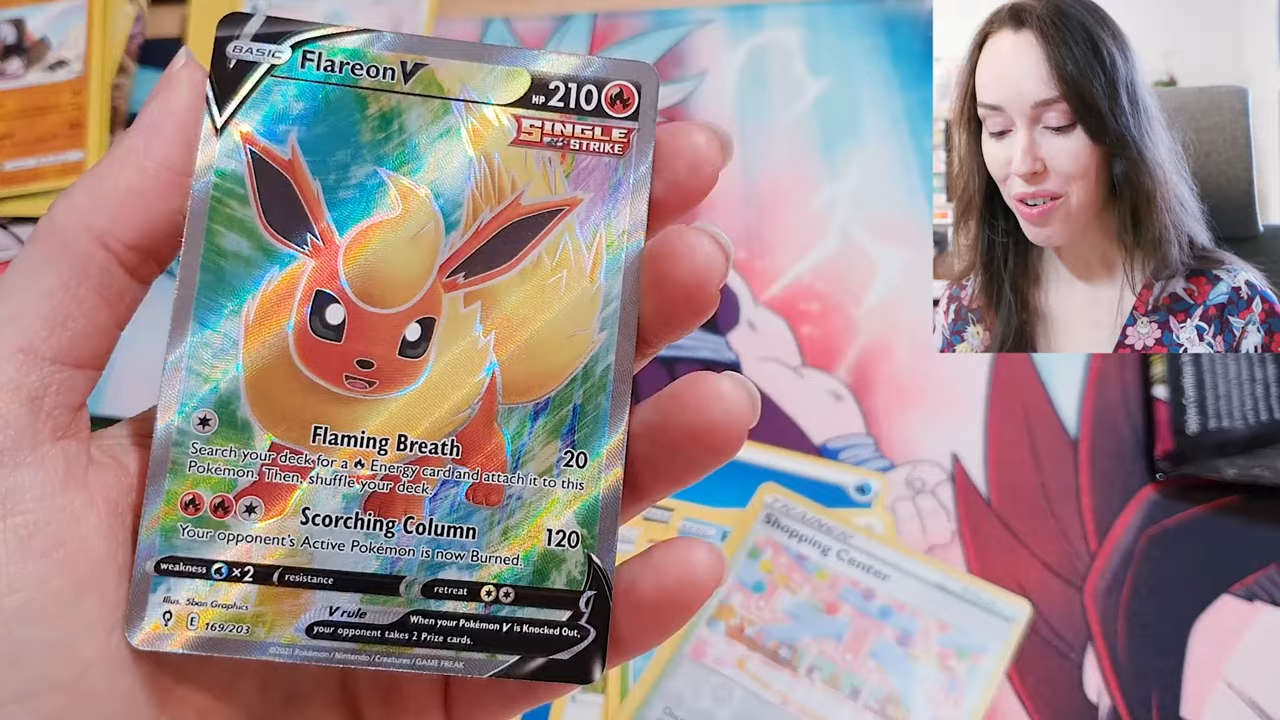 BASIC
Flareon V
HP 210
SINGLE
STRIKE
Flaming Breath 20
Search your deck for a Energy card and attach it to this
Pokémon. Then, shuffle your deck.
Scorching Column 120
Your opponent's Active Pokémon is now Burned.
weakness ×2 resistance retreat
Illus. 5ban Graphics
E 169/203
V rule When your Pokémon V is Knocked Out,
your opponent takes 2 Prize cards.
©2021 Pokémon / Nintendo / Creatures / GAME FREAK
TRAINER
Shopping Center